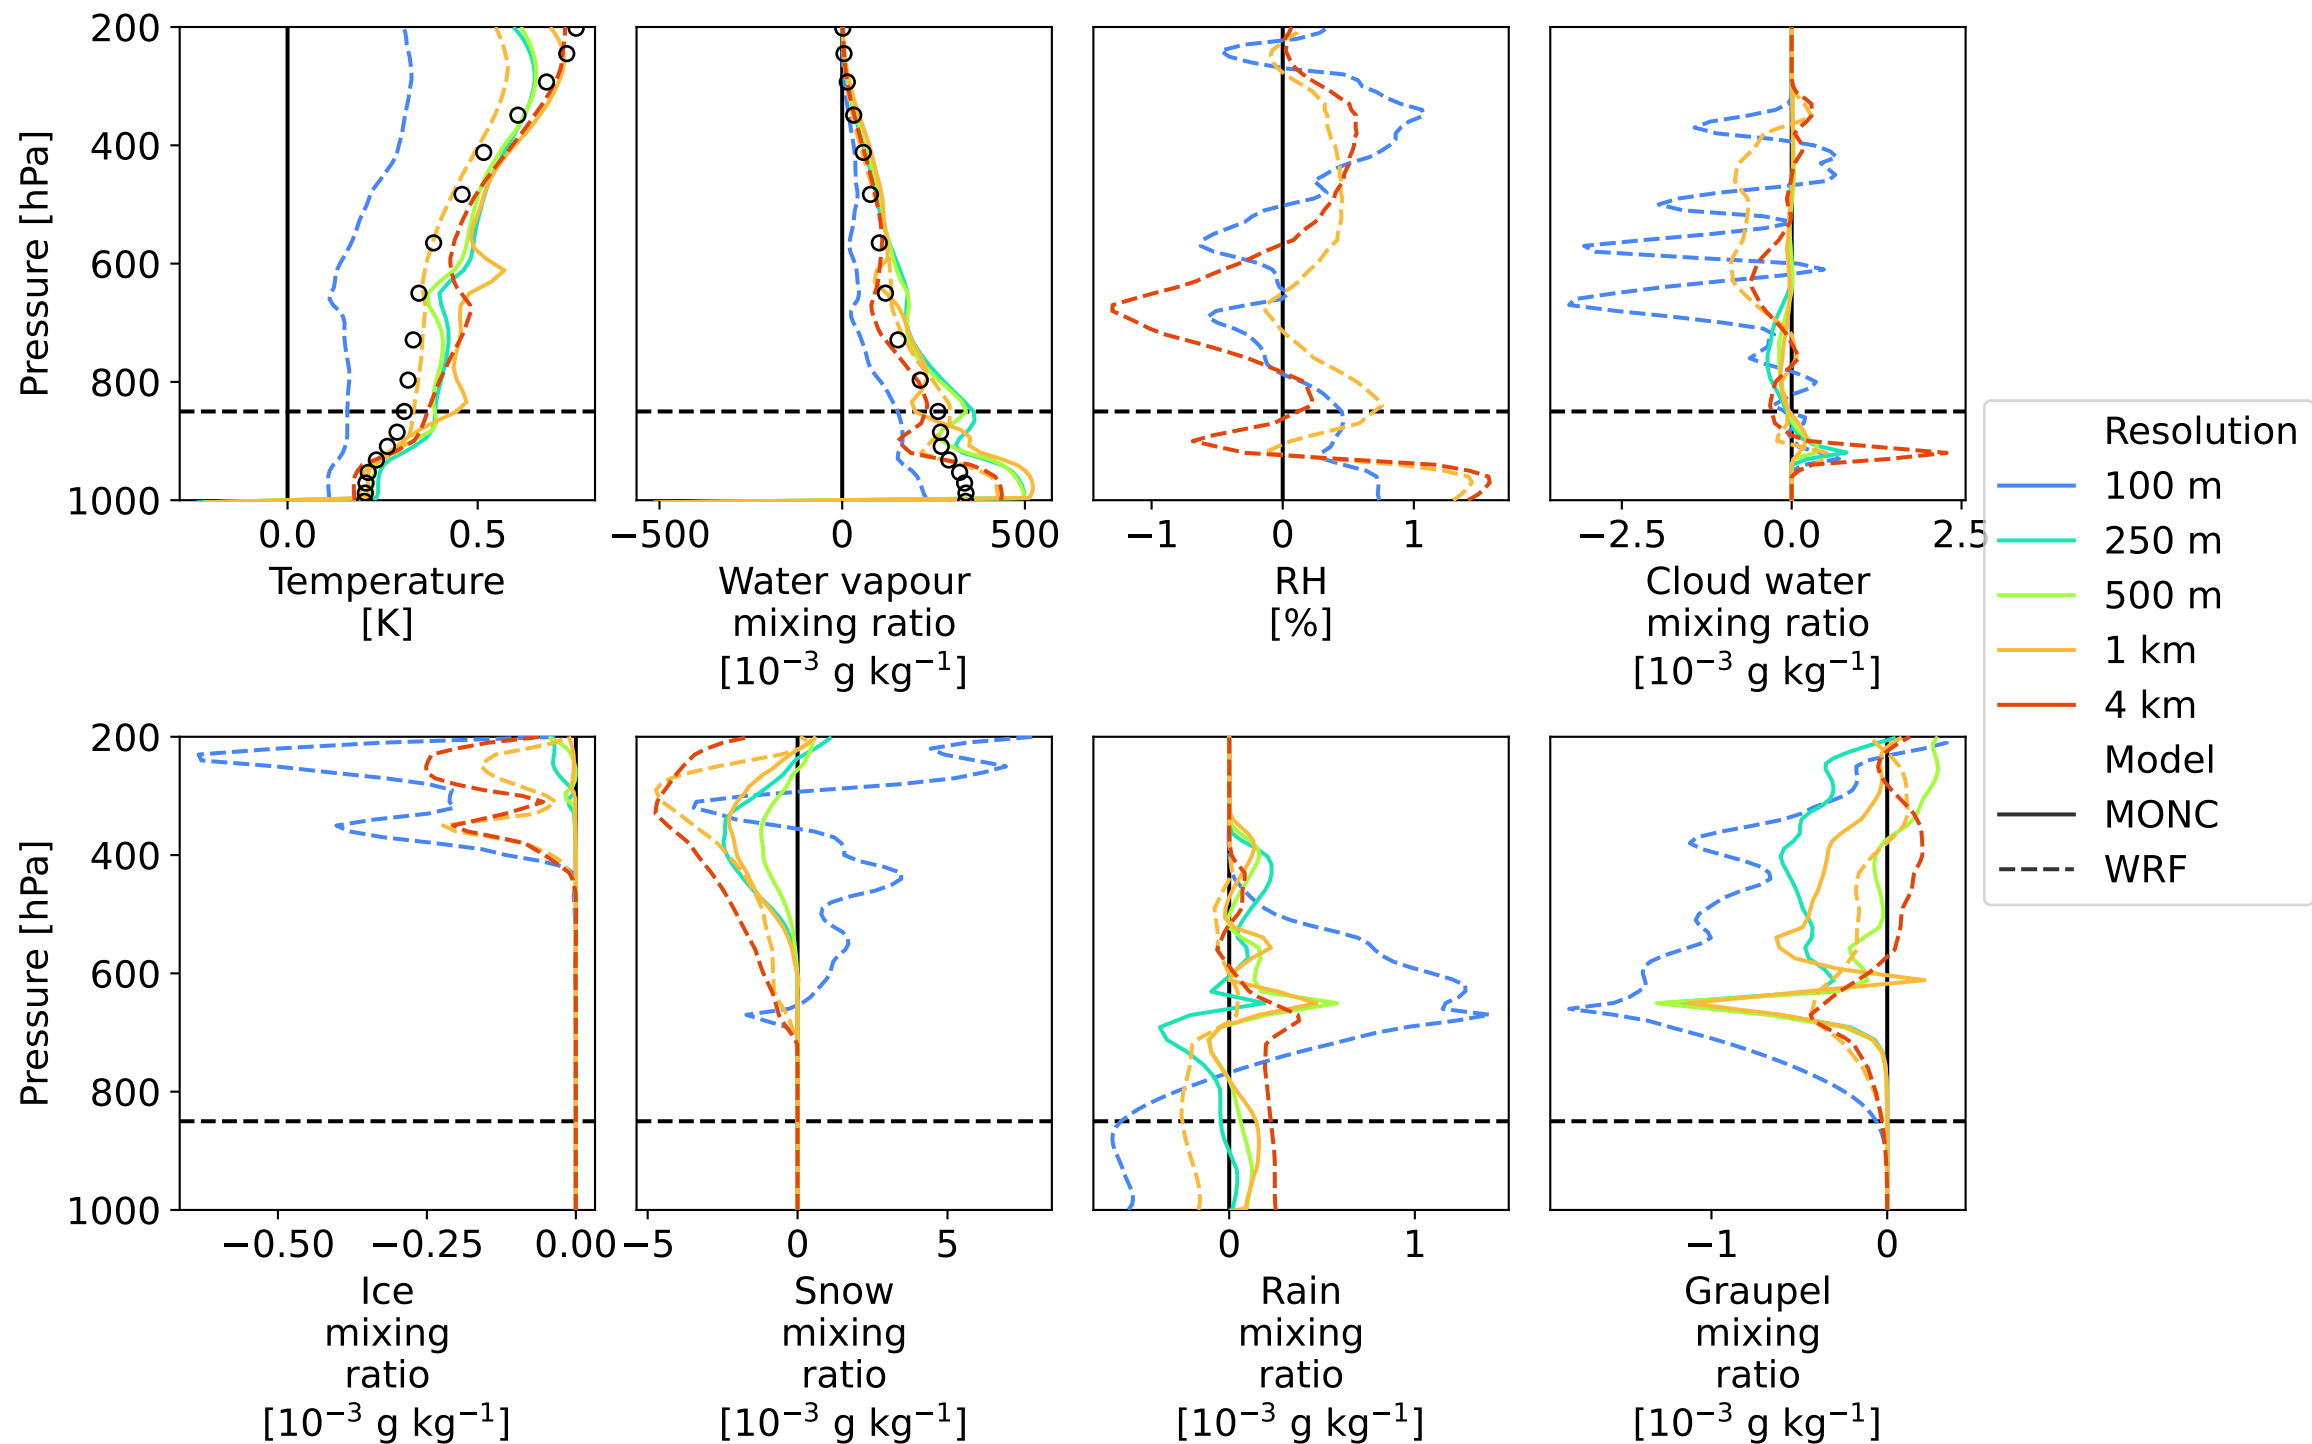 200
400
600
800
1000
Pressure [hPa]
0.0 0.5
Temperature
[K]
−500 0 500
Water vapour
mixing ratio
[10⁻³ g kg⁻¹]
−1 0 1
RH
[%]
−2.5 0.0 2.5
Cloud water
mixing ratio
[10⁻³ g kg⁻¹]
Resolution
100 m
250 m
500 m
1 km
4 km
Model
MONC
WRF
200
400
600
800
1000
Pressure [hPa]
−0.50 −0.25 0.00
Ice
mixing
ratio
[10⁻³ g kg⁻¹]
−5 0 5
Snow
mixing
ratio
[10⁻³ g kg⁻¹]
0 1
Rain
mixing
ratio
[10⁻³ g kg⁻¹]
−1 0
Graupel
mixing
ratio
[10⁻³ g kg⁻¹]